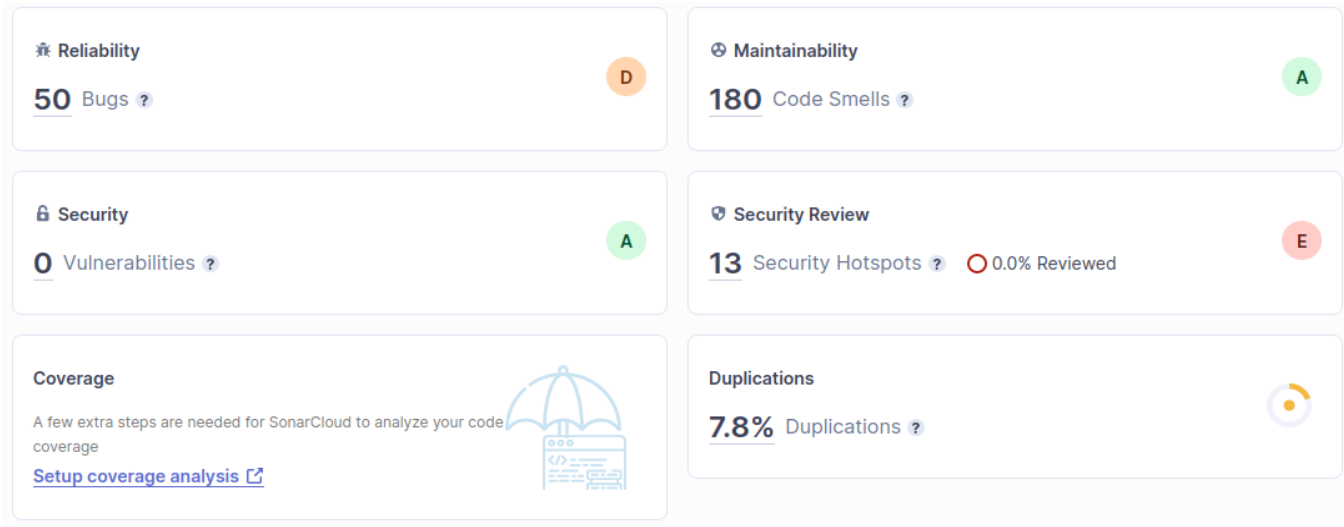 Reliability
50 Bugs ?
D
Maintainability
180 Code Smells ?
A
Security
0 Vulnerabilities ?
A
Security Review
13 Security Hotspots ? 0.0% Reviewed
E
Coverage
A few extra steps are needed for SonarCloud to analyze your code
coverage
Setup coverage analysis
</>
Duplications
7.8% Duplications ?